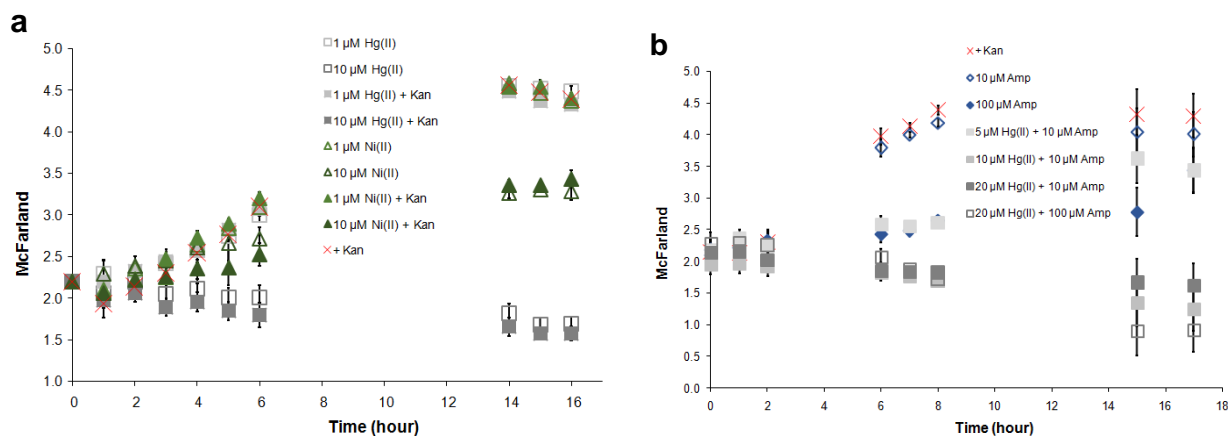 a
5.0
4.5
4.0
3.5
3.0
2.5
2.0
1.5
1.0
McFarland
0 2 4 6 8 10 12 14 16
Time (hour)
1 µM Hg(II)
10 µM Hg(II)
1 µM Hg(II) + Kan
10 µM Hg(II) + Kan
1 µM Ni(II)
10 µM Ni(II)
1 µM Ni(II) + Kan
10 µM Ni(II) + Kan
+ Kan
b
5.0
4.5
4.0
3.5
3.0
2.5
2.0
1.5
1.0
0.5
0.0
McFarland
0 2 4 6 8 10 12 14 16 18
Time (hour)
+ Kan
10 µM Amp
100 µM Amp
5 µM Hg(II) + 10 µM Amp
10 µM Hg(II) + 10 µM Amp
20 µM Hg(II) + 10 µM Amp
20 µM Hg(II) + 100 µM Amp